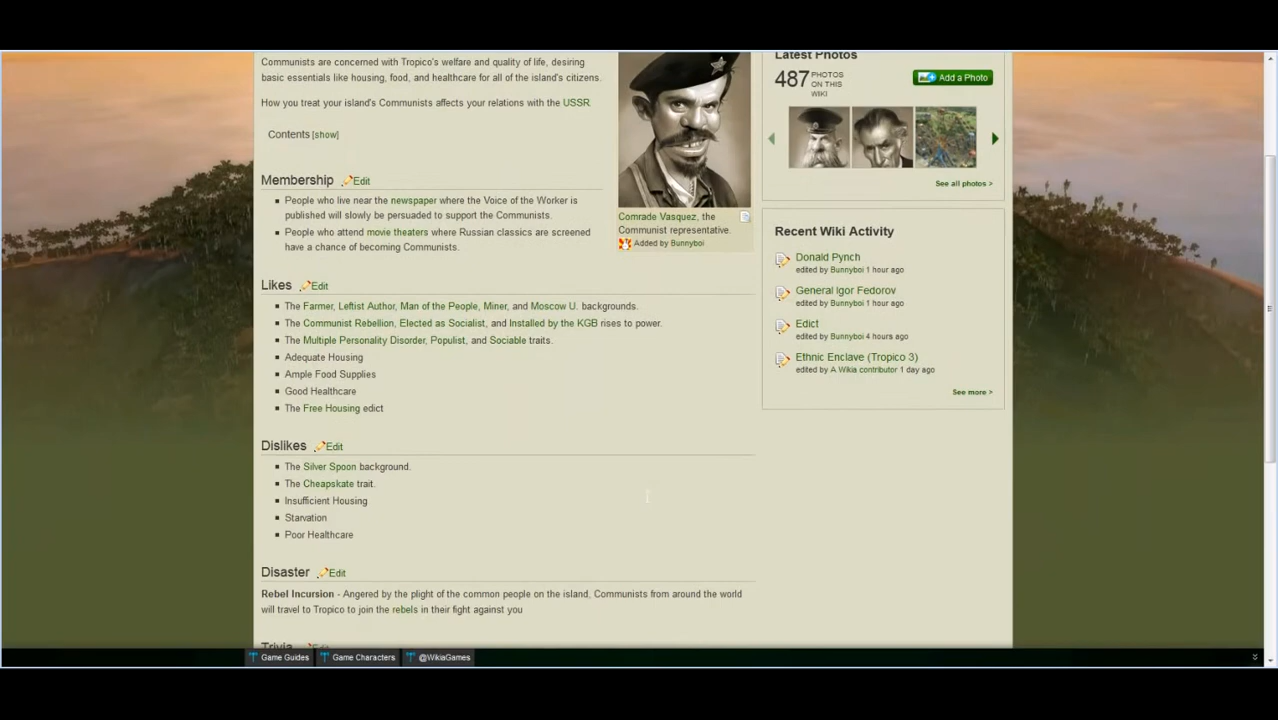 Communists are concerned with Tropico's welfare and quality of life, desiring
basic essentials like housing, food, and healthcare for all of the island's citizens.
How you treat your island's Communists affects your relations with the USSR.
Contents [show]
Membership Edit
People who live near the newspaper where the Voice of the Worker is
published will slowly be persuaded to support the Communists.
People who attend movie theaters where Russian classics are screened
have a chance of becoming Communists.
Comrade Vasquez, the
Communist representative.
Added by Bunnyboi
Likes Edit
The Farmer, Leftist Author, Man of the People, Miner, and Moscow U. backgrounds.
The Communist Rebellion, Elected as Socialist, and Installed by the KGB rises to power.
The Multiple Personality Disorder, Populist, and Sociable traits.
Adequate Housing
Ample Food Supplies
Good Healthcare
The Free Housing edict
Dislikes Edit
The Silver Spoon background.
The Cheapskate trait.
Insufficient Housing
Starvation
Poor Healthcare
Disaster Edit
Rebel Incursion - Angered by the plight of the common people on the island, Communists from around the world
will travel to Tropico to join the rebels in their fight against you
Trivia Edit
Latest Photos
487 PHOTOS
ON THIS
WIKI
Add a Photo
See all photos >
Recent Wiki Activity
Donald Pynch
edited by Bunnyboi 1 hour ago
General Igor Fedorov
edited by Bunnyboi 1 hour ago
Edict
edited by Bunnyboi 4 hours ago
Ethnic Enclave (Tropico 3)
edited by A Wikia contributor 1 day ago
See more >
Game Guides
Game Characters
@WikiaGames